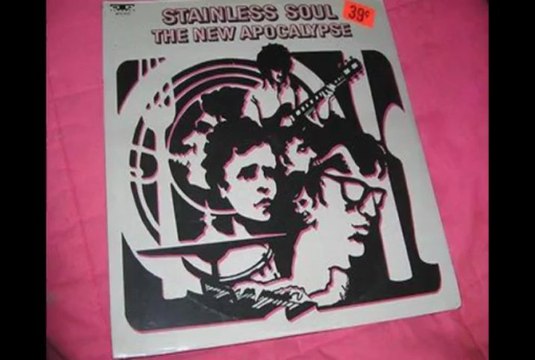 STAINLESS SOUL
39¢
THE NEW APOCALYPSE